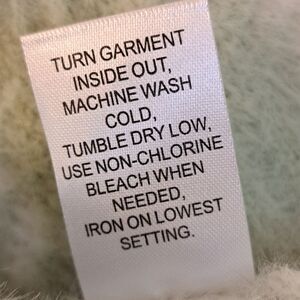 TURN GARMENT
INSIDE OUT,
MACHINE WASH
COLD,
TUMBLE DRY LOW,
USE NON-CHLORINE
BLEACH WHEN
NEEDED,
IRON ON LOWEST
SETTING.